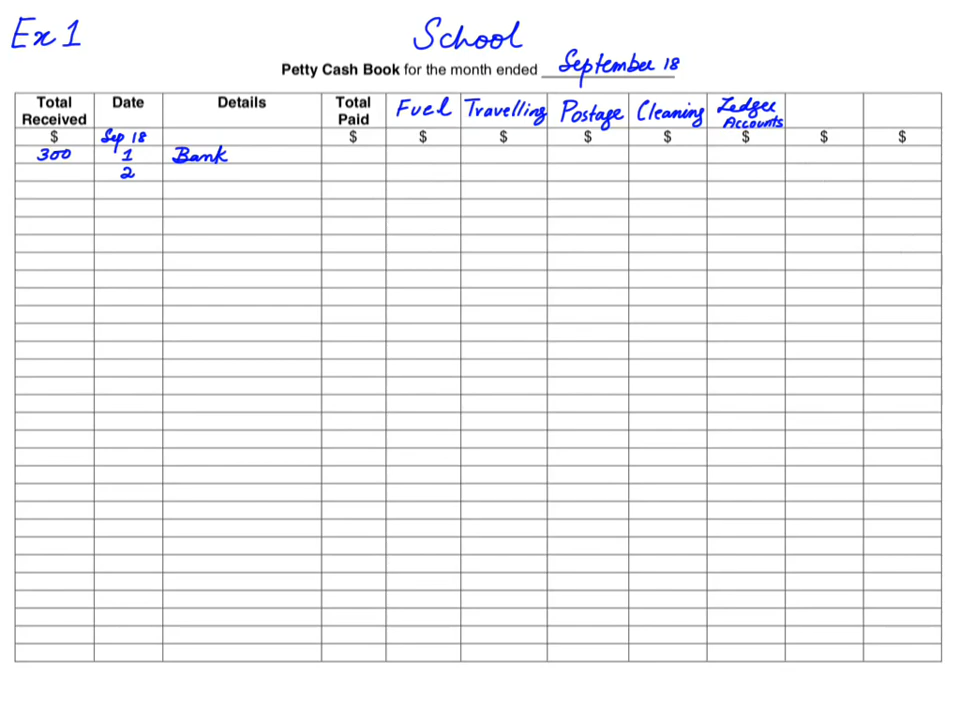 Ex 1
School
Petty Cash Book for the month ended September 18
Total Received Date Details Total Paid Fuel Travelling Postage Cleaning Ledger Accounts
$ Sep 18 $ $ $ $ $ $ $ $
300 1 Bank
2